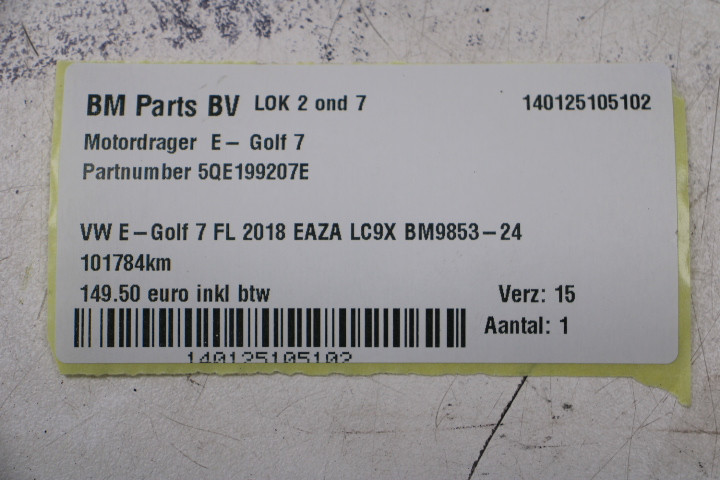 BM Parts BV LOK 2 ond 7 140125105102
Motordrager E- Golf 7
Partnumber 5QE199207E
VW E-Golf 7 FL 2018 EAZA LC9X BM9853-24
101784km
149.50 euro inkl btw Verz: 15
Aantal: 1
140125105102